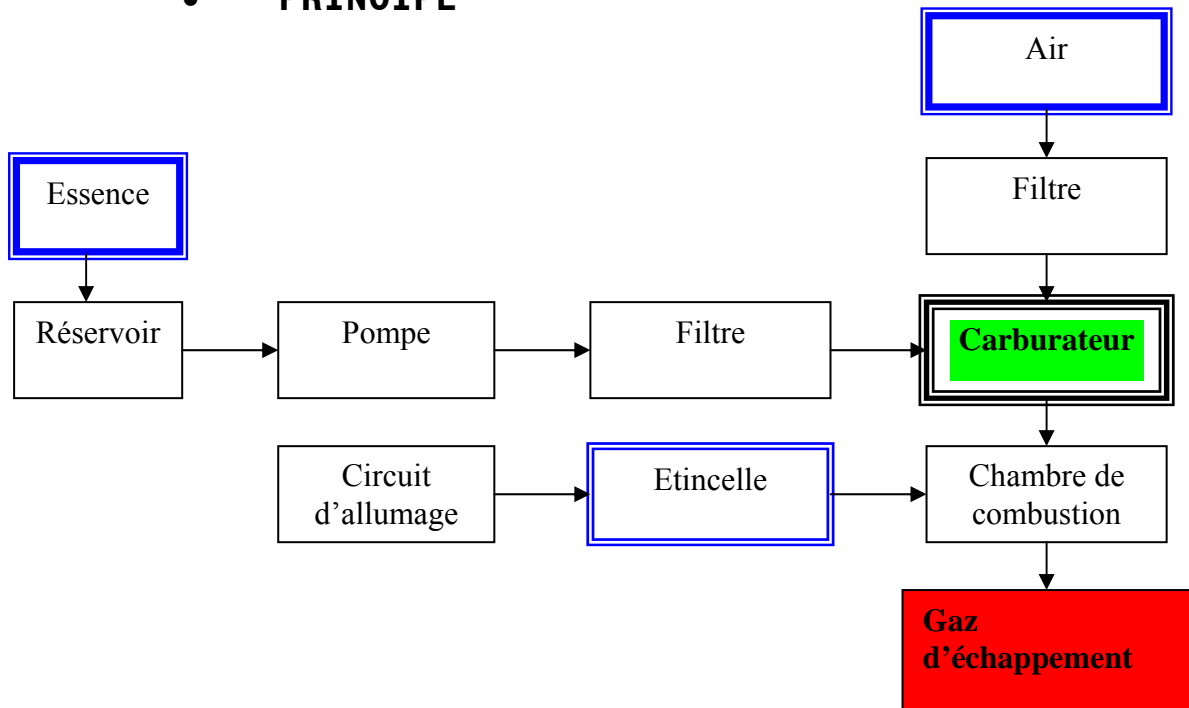 • PRINCIPE
Air
Essence
Filtre
Réservoir
Pompe
Filtre
Carburateur
Circuit
d’allumage
Etincelle
Chambre de
combustion
Gaz
d’échappement